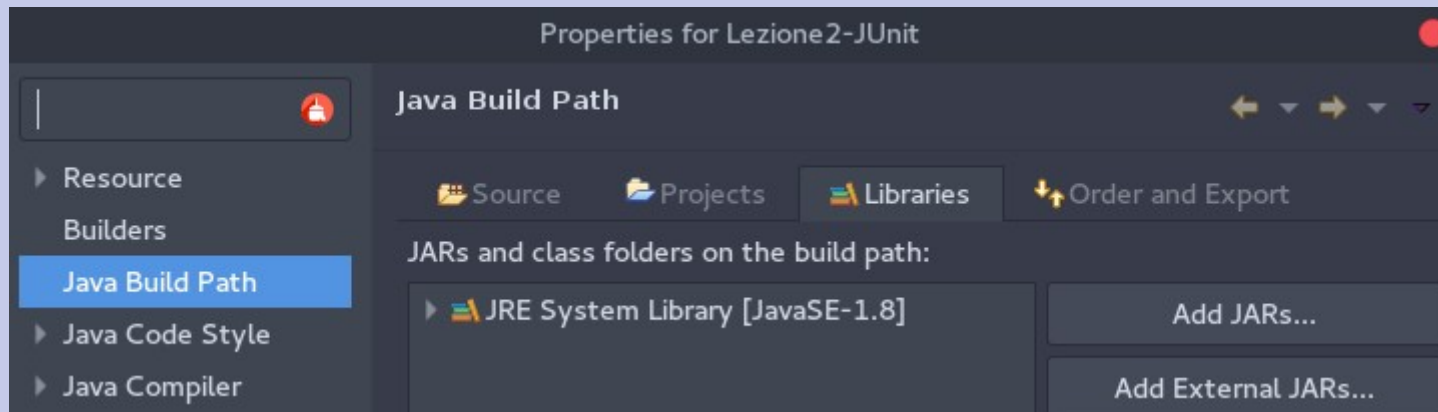 Properties for Lezione2-JUnit
Java Build Path
Resource
Builders
Java Build Path
Java Code Style
Java Compiler
Source Projects Libraries Order and Export
JARs and class folders on the build path:
JRE System Library [JavaSE-1.8]
Add JARs...
Add External JARs...